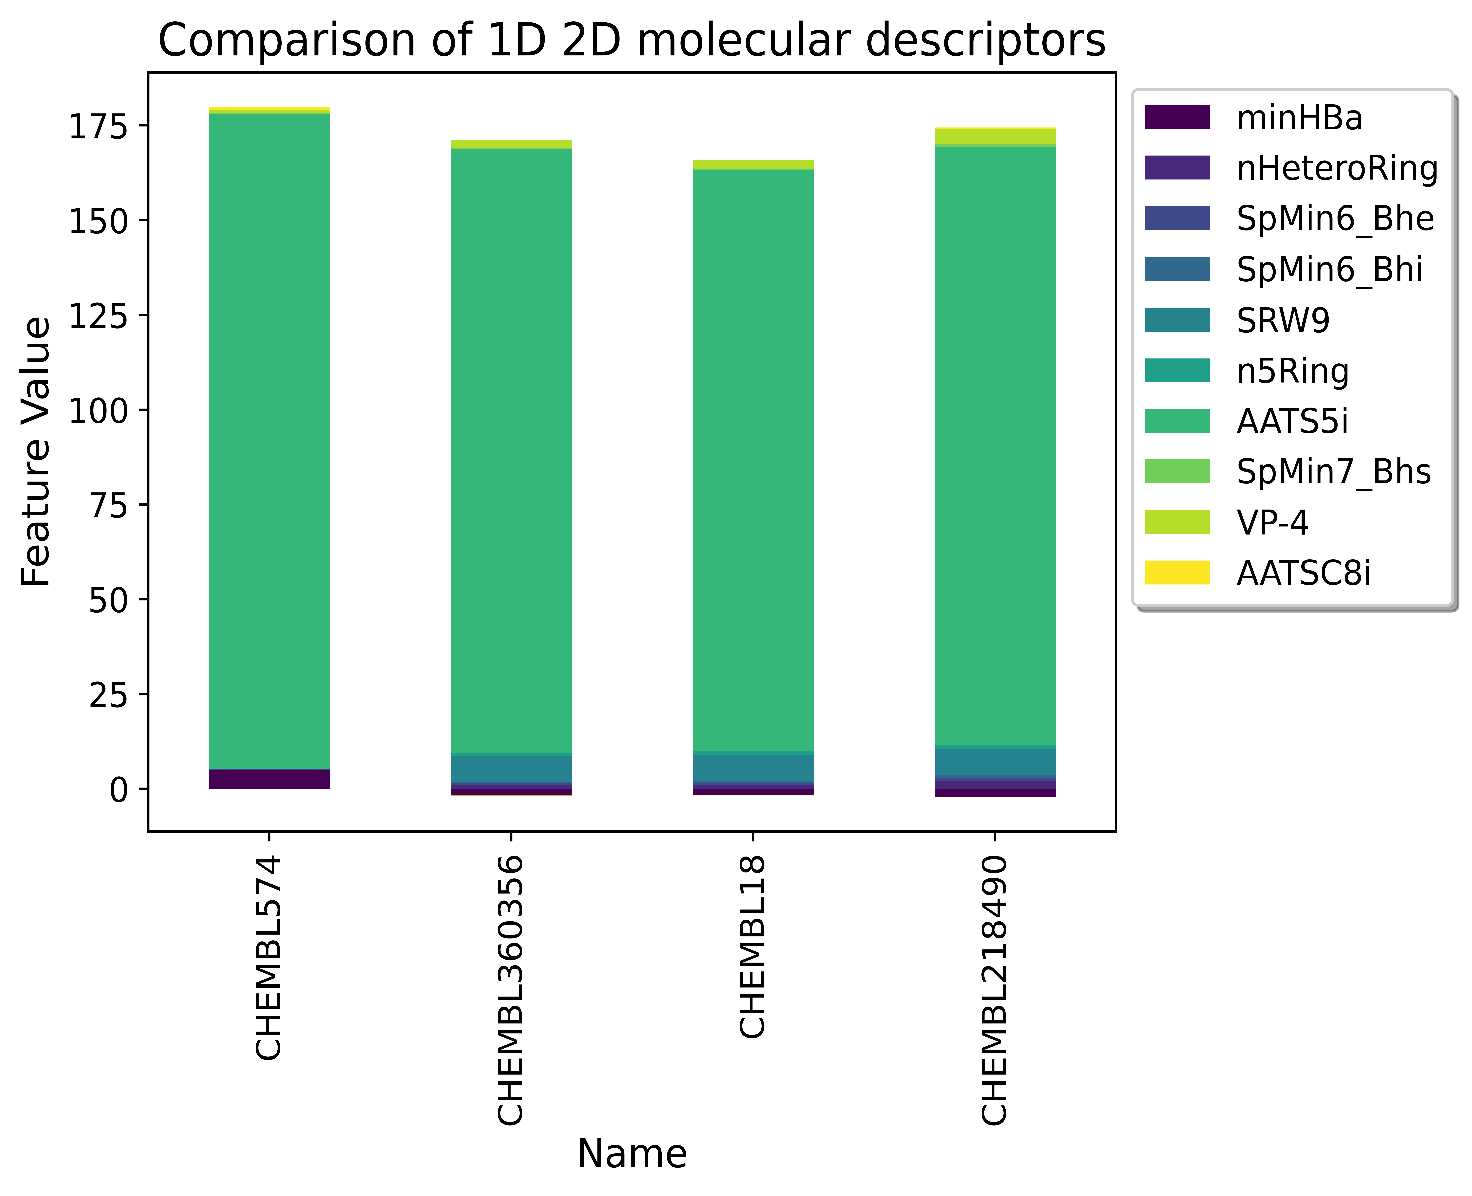 Comparison of 1D 2D molecular descriptors
Feature Value
175
150
125
100
75
50
25
0
CHEMBL574
CHEMBL360356
CHEMBL18
CHEMBL218490
Name
minHBa
nHeteroRing
SpMin6_Bhe
SpMin6_Bhi
SRW9
n5Ring
AATS5i
SpMin7_Bhs
VP-4
AATSC8i